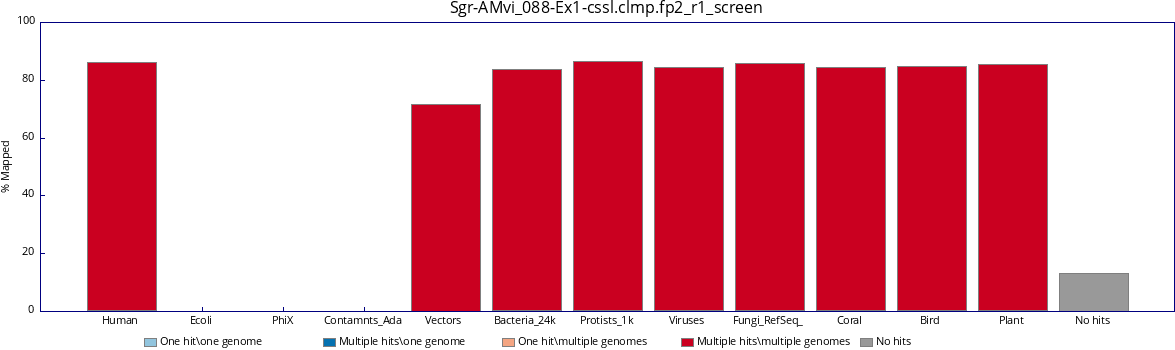 Sgr-AMvi_088-Ex1-cssl.clmp.fp2_r1_screen
100
80
60
40
20
0
% Mapped
Human Ecoli PhiX Contamnts_Ada Vectors Bacteria_24k Protists_1k Viruses Fungi_RefSeq_ Coral Bird Plant No hits
One hit\one genome Multiple hits\one genome One hit\multiple genomes Multiple hits\multiple genomes No hits